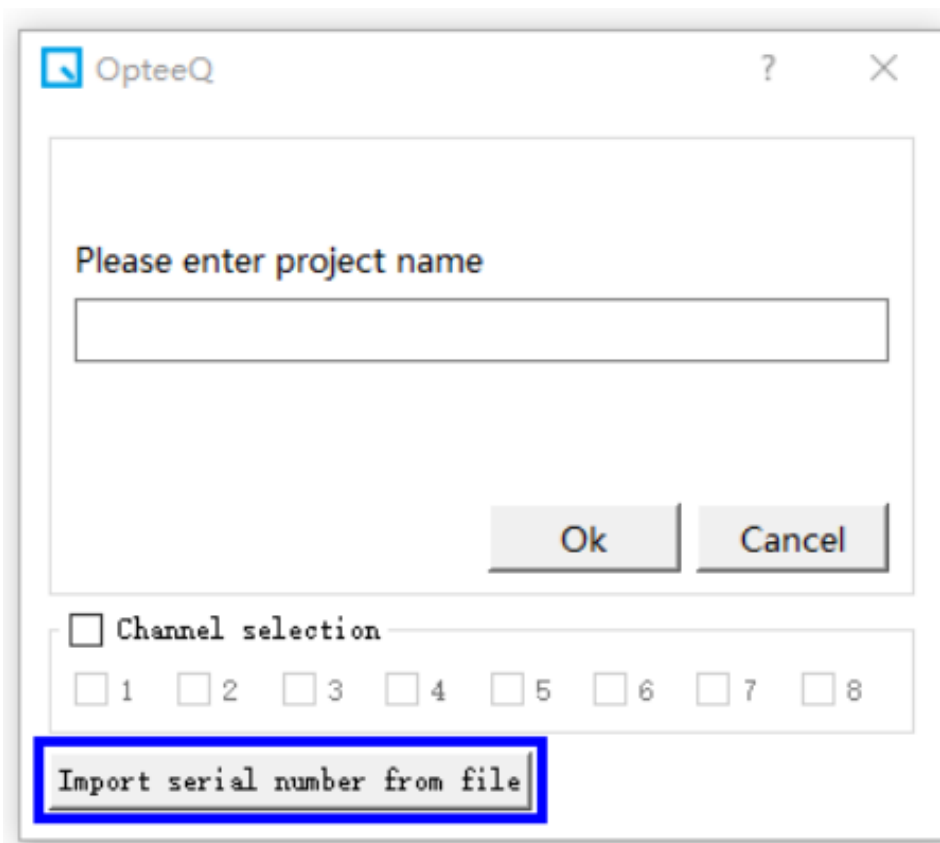 OpteeQ ?
Please enter project name
Ok Cancel
Channel selection
1 2 3 4 5 6 7 8
Import serial number from file